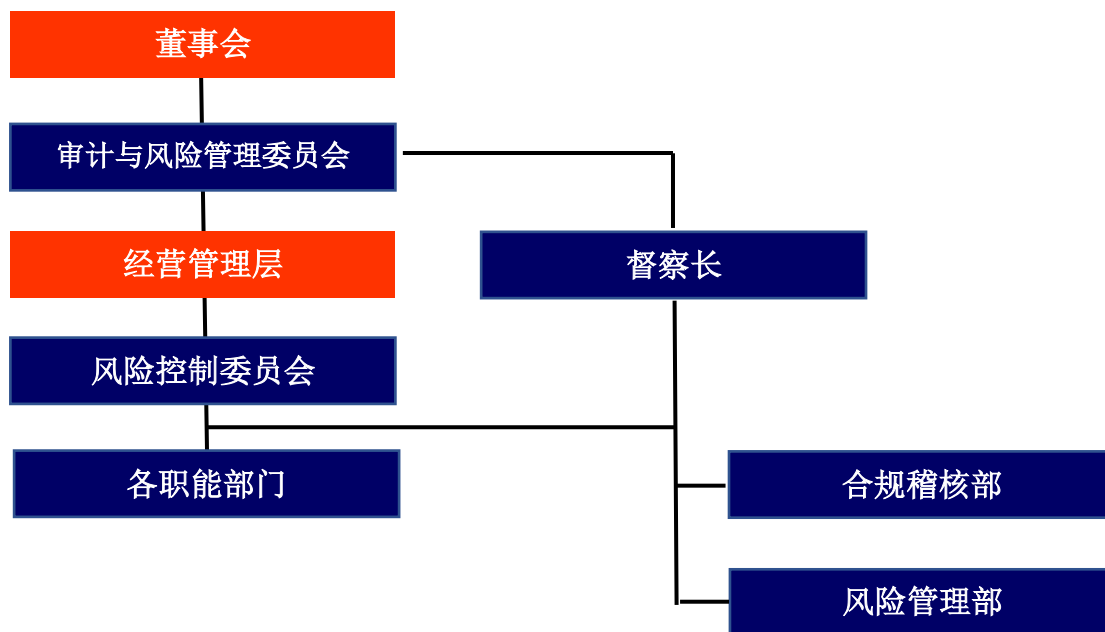 董事会
审计与风险管理委员会
经营管理层
督察长
风险控制委员会
各职能部门
合规稽核部
风险管理部